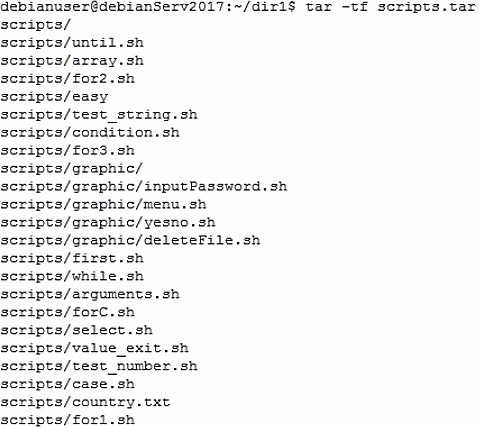 debianuser@debianServ2017:~/dir1$ tar -tf scripts.tar
scripts/
scripts/until.sh
scripts/array.sh
scripts/for2.sh
scripts/easy
scripts/test_string.sh
scripts/condition.sh
scripts/for3.sh
scripts/graphic/
scripts/graphic/inputPassword.sh
scripts/graphic/menu.sh
scripts/graphic/yesno.sh
scripts/graphic/deleteFile.sh
scripts/first.sh
scripts/while.sh
scripts/arguments.sh
scripts/forC.sh
scripts/select.sh
scripts/value_exit.sh
scripts/test_number.sh
scripts/case.sh
scripts/country.txt
scripts/for1.sh